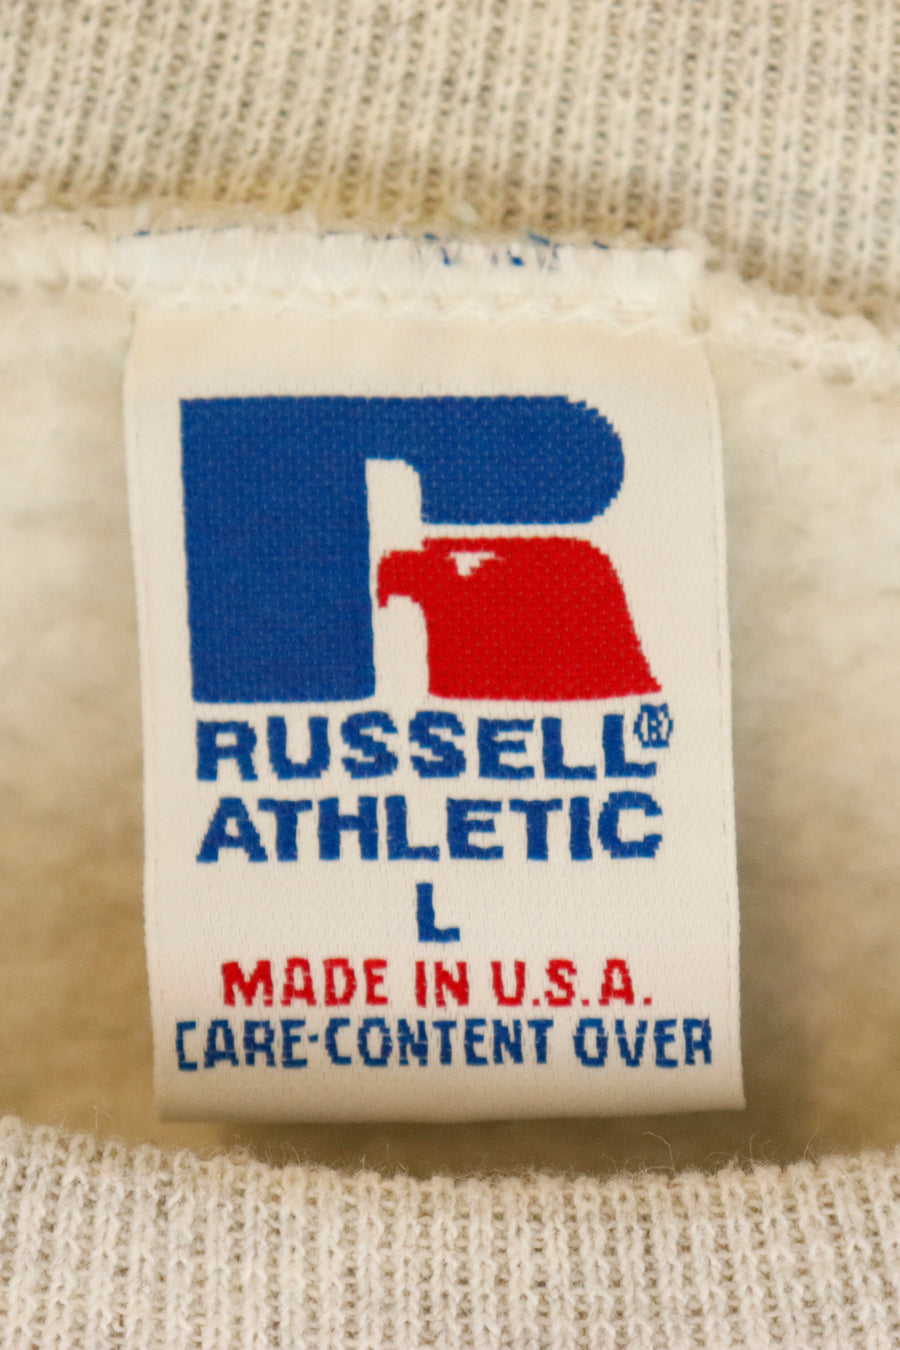 RUSSELL®
ATHLETIC
L
MADE IN U.S.A.
CARE-CONTENT OVER